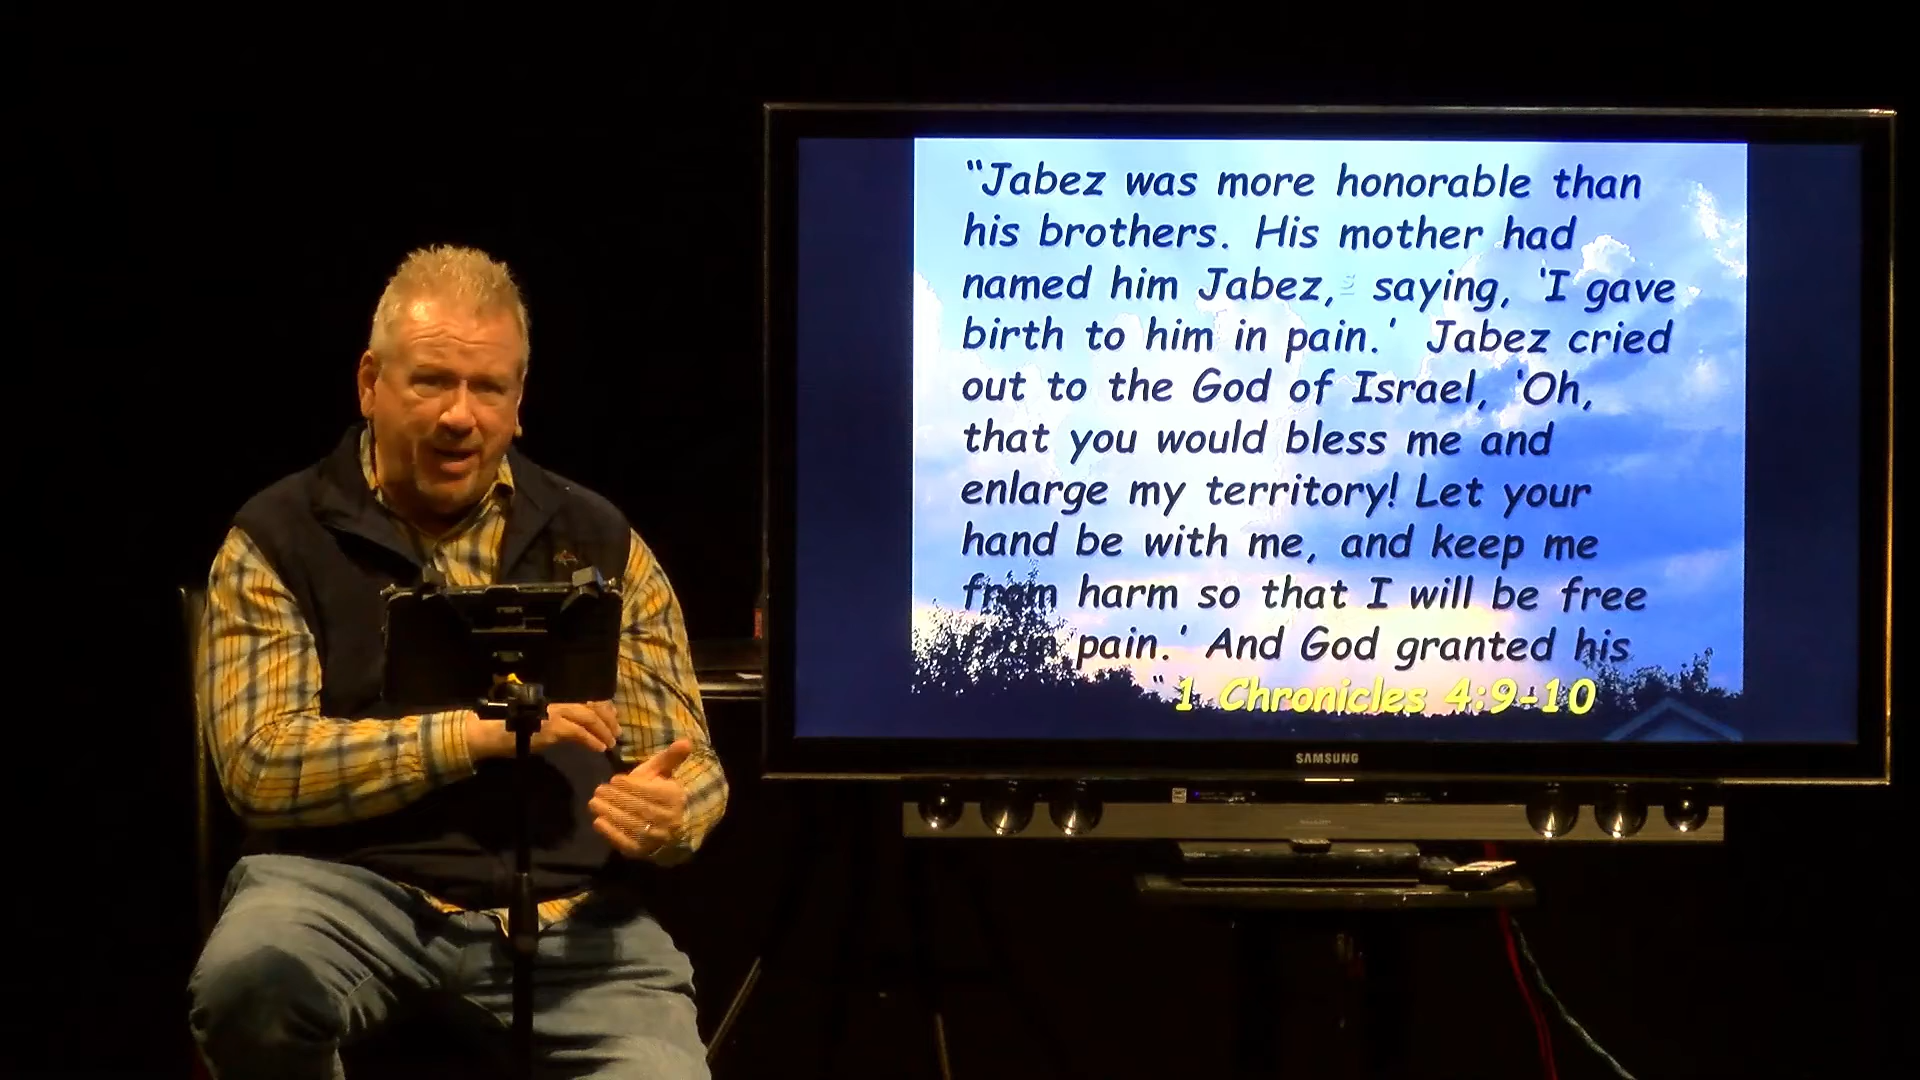 “Jabez was more honorable than
his brothers. His mother had
named him Jabez, saying, ‘I gave
birth to him in pain.’ Jabez cried
out to the God of Israel, ‘Oh,
that you would bless me and
enlarge my territory! Let your
hand be with me, and keep me
from harm so that I will be free
from pain.’ And God granted his
" 1 Chronicles 4:9-10
SAMSUNG